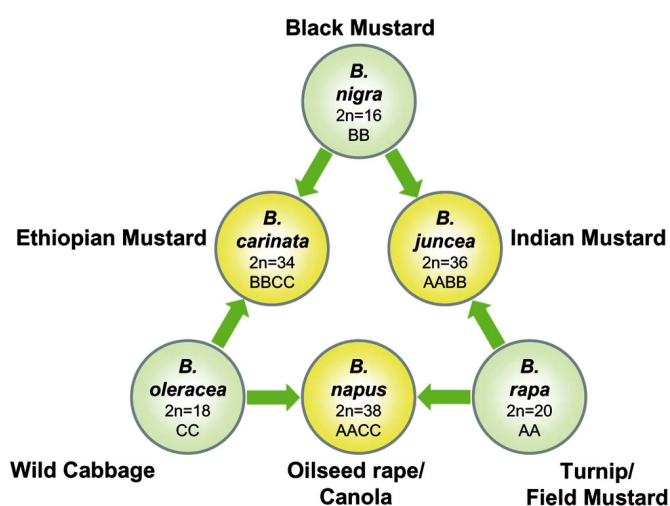 Black Mustard
B.
nigra
2n=16
BB
Ethiopian Mustard
B.
carinata
2n=34
BBCC
B.
juncea
2n=36
AABB
Indian Mustard
B.
oleracea
2n=18
CC
B.
napus
2n=38
AACC
B.
rapa
2n=20
AA
Wild Cabbage
Oilseed rape/
Canola
Turnip/
Field Mustard